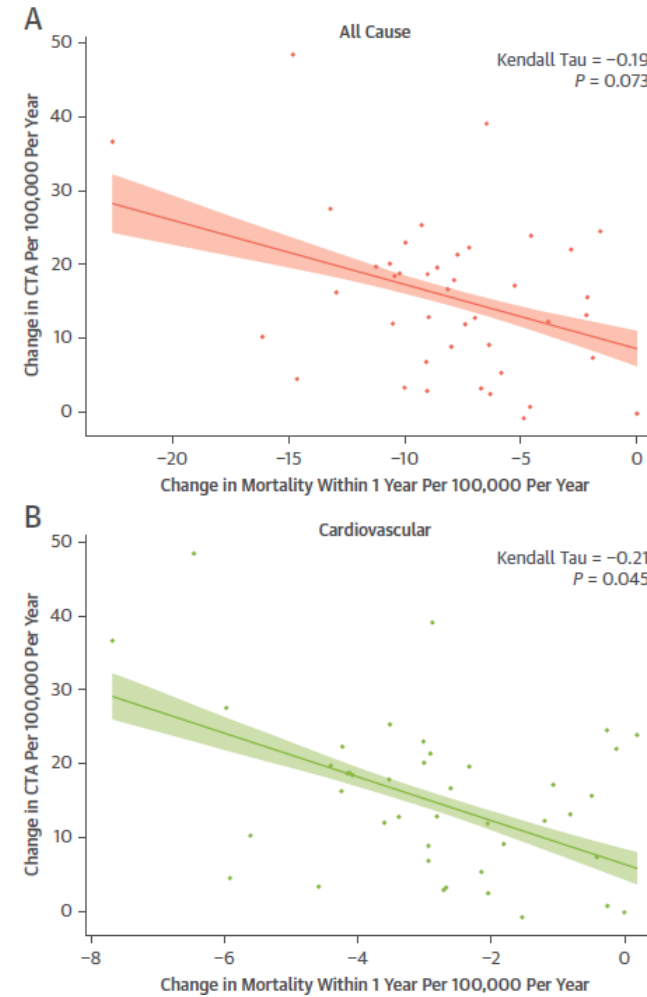 A
All Cause
Kendall Tau = −0.19
P = 0.073
50
40
30
20
10
0
Change in CTA Per 100,000 Per Year
−20
−15
−10
−5
0
Change in Mortality Within 1 Year Per 100,000 Per Year
B
Cardiovascular
Kendall Tau = −0.21
P = 0.045
50
40
30
20
10
0
Change in CTA Per 100,000 Per Year
−8
−6
−4
−2
0
Change in Mortality Within 1 Year Per 100,000 Per Year